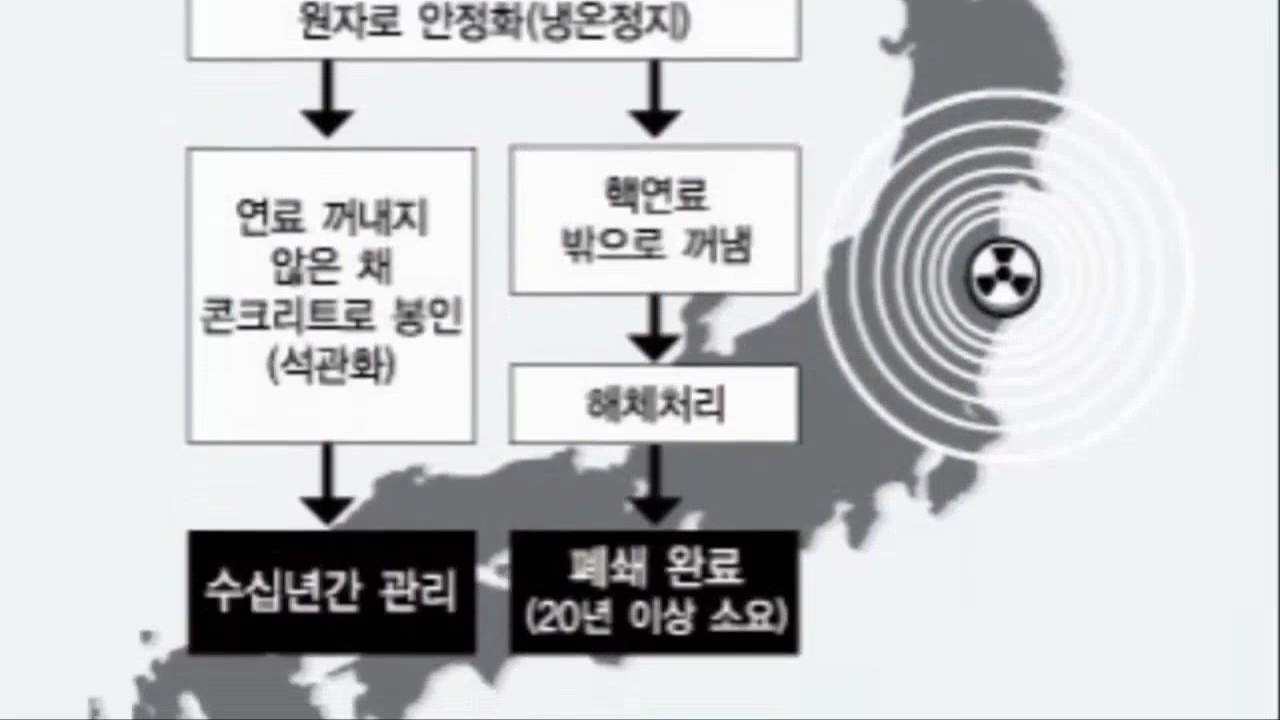 원자로 안정화(냉온정지)
연료 꺼내지
않은 채
콘크리트로 봉인
(석관화)
핵연료
밖으로 꺼냄
해체처리
수십년간 관리
폐쇄 완료
(20년 이상 소요)